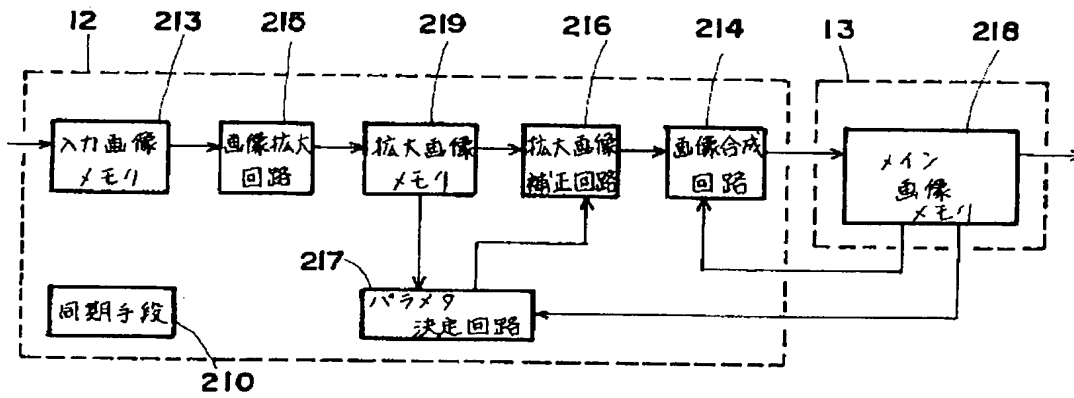 12
213
215
219
216
214
13
218
入力画像
メモリ
画像拡大
回路
拡大画像
メモリ
拡大画像
補正回路
画像合成
回路
メイン
画像
メモリ
217
パラメタ
決定回路
同期手段
210